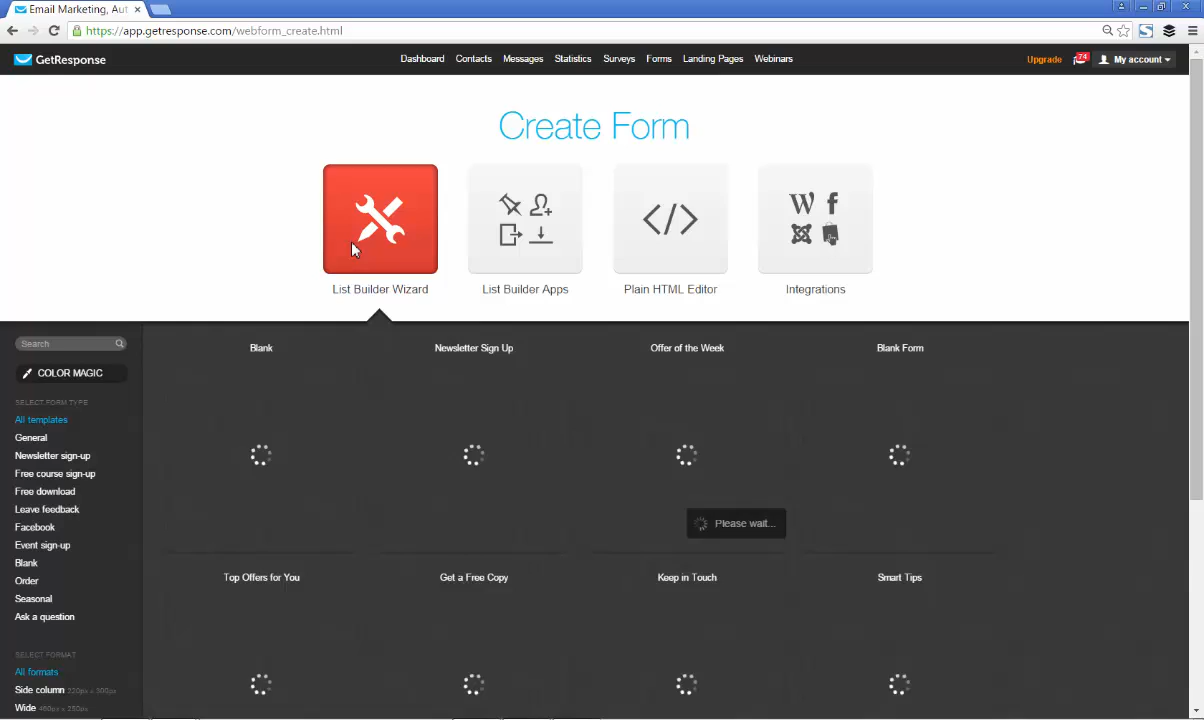 Email Marketing, Aut
https://app.getresponse.com/webform_create.html
GetResponse
Dashboard Contacts Messages Statistics Surveys Forms Landing Pages Webinars
Upgrade 74 My account
Create Form
List Builder Wizard List Builder Apps Plain HTML Editor Integrations
Search
COLOR MAGIC
SELECT FORM TYPE
All templates
General
Newsletter sign-up
Free course sign-up
Free download
Leave feedback
Facebook
Event sign-up
Blank
Order
Seasonal
Ask a question
SELECT FORMAT
All formats
Side column
Wide
Blank Newsletter Sign Up Offer of the Week Blank Form
Please wait...
Top Offers for You Get a Free Copy Keep in Touch Smart Tips